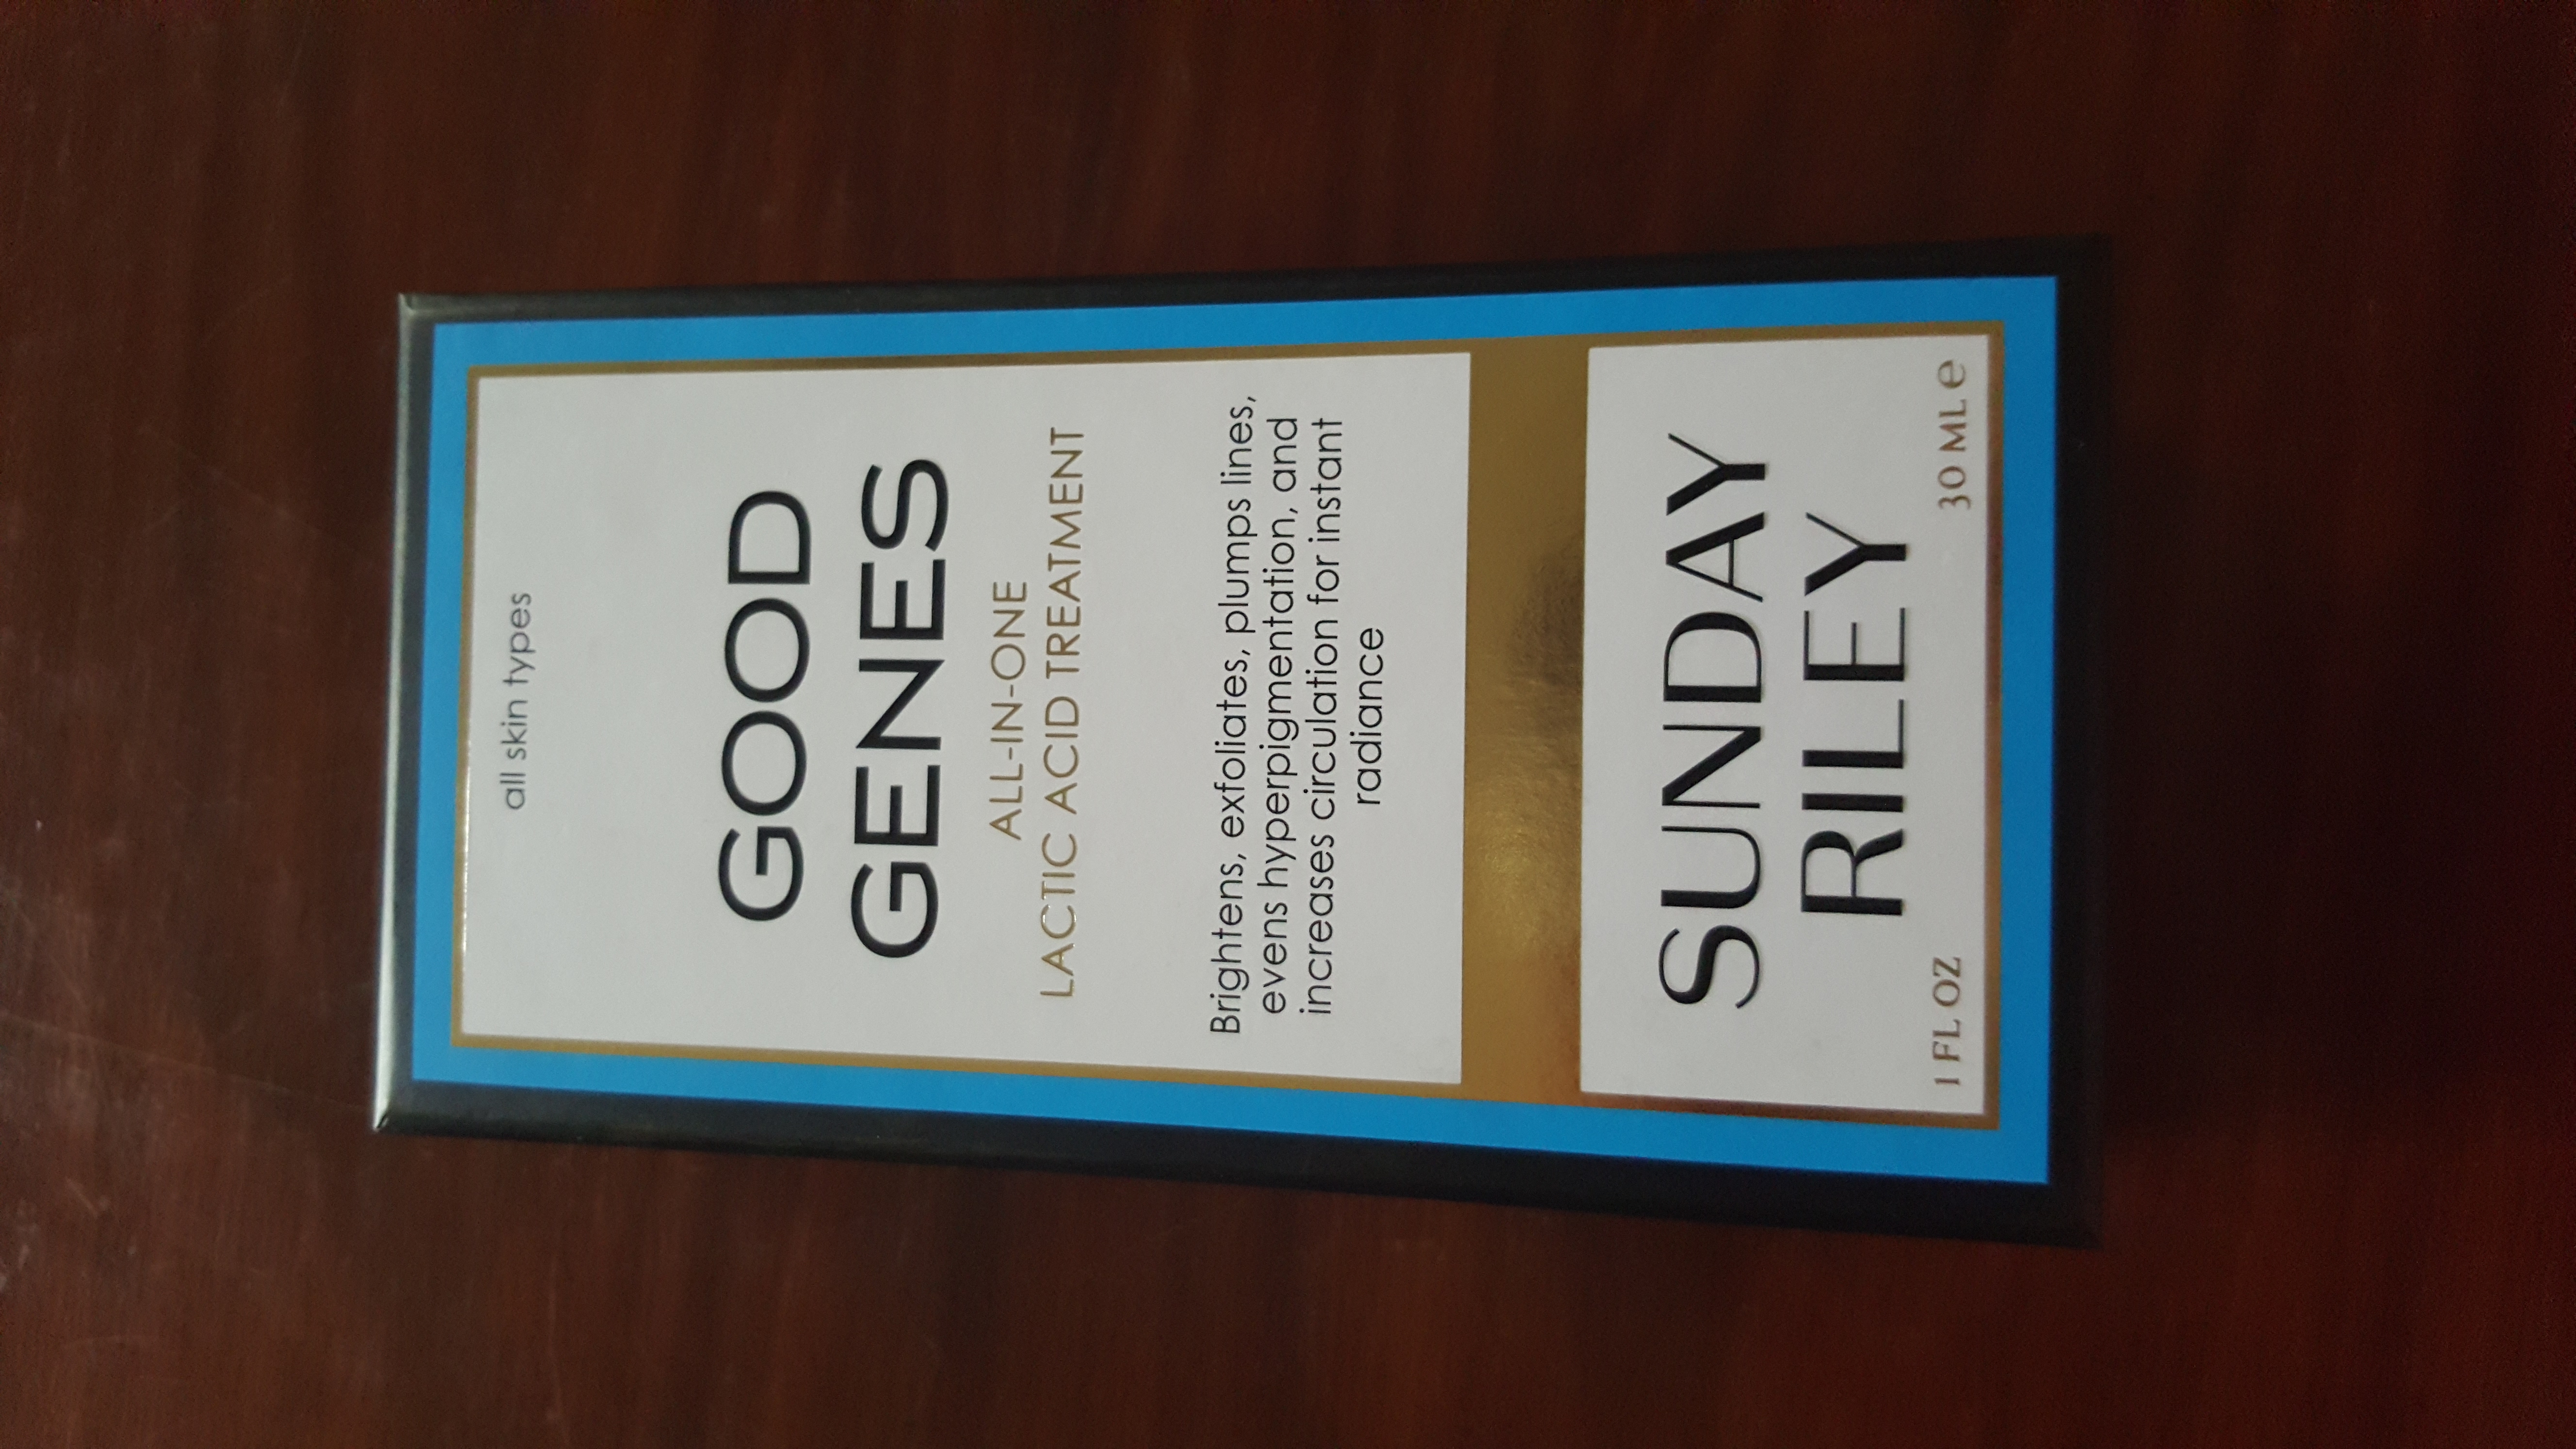 all skin types
GOOD
GENES
ALL-IN-ONE
LACTIC ACID TREATMENT
Brightens, exfoliates, plumps lines,
evens hyperpigmentation, and
increases circulation for instant
radiance
SUNDAY
RILEY
1 FL OZ 30 ML e